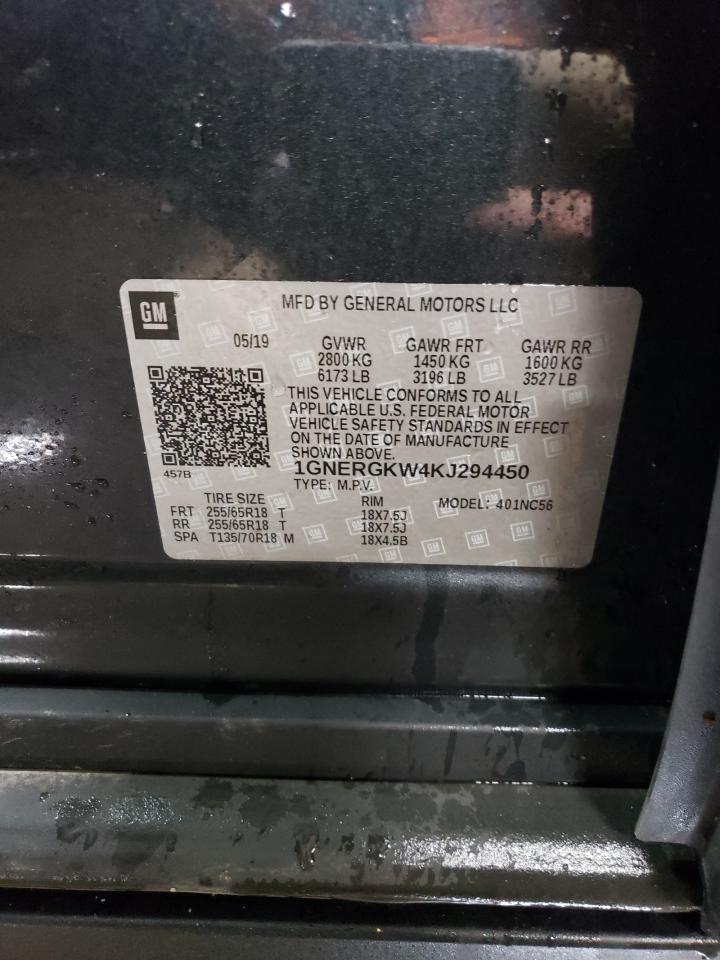 GM
MFD BY GENERAL MOTORS LLC
05/19 GVWR GAWR FRT GAWR RR
2800 KG 1450 KG 1600 KG
6173 LB 3196 LB 3527 LB
THIS VEHICLE CONFORMS TO ALL
APPLICABLE U.S. FEDERAL MOTOR
VEHICLE SAFETY STANDARDS IN EFFECT
ON THE DATE OF MANUFACTURE
SHOWN ABOVE.
457B
1GNERGKW4KJ294450
TYPE: M.P.V.
TIRE SIZE RIM MODEL: 401NC56
FRT 255/65R18 T 18X7.5J
RR 255/65R18 T 18X7.5J
SPA T135/70R18 M 18X4.5B